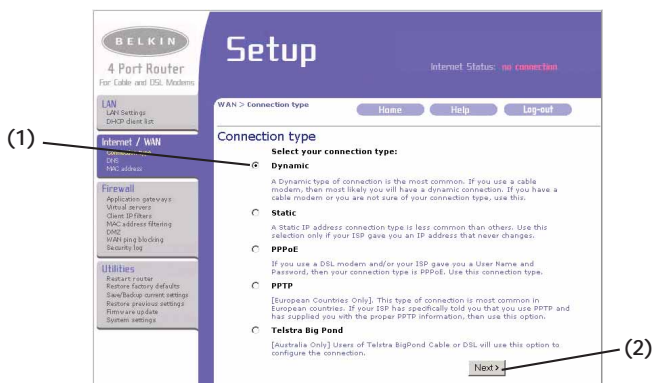 BELKIN
4 Port Router
For Cable and DSL Modems
Setup
Internet Status: no connection
LAN
LAN Settings
DHCP client list
WAN > Connection type
Home
Help
Log-out
(1)
Internet / WAN
Connection type
DNS
MAC address
Firewall
Application gateways
Virtual servers
Client IP filters
MAC address filtering
DMZ
WAN ping blocking
Security log
Utilities
Restart router
Restore factory defaults
Save/Backup current settings
Restore previous settings
Firmware update
System settings
Connection type
Select your connection type:
Dynamic
A Dynamic type of connection is the most common. If you use a cable
modem, then most likely you will have a dynamic connection. If you have a
cable modem or you are not sure of your connection type, use this.
Static
A Static IP address connection type is less common than others. Use this
selection only if your ISP gave you an IP address that never changes.
PPPoE
If you use a DSL modem and/or your ISP gave you a User Name and
Password, then your connection type is PPPoE. Use this connection type.
PPTP
[European Countries Only]. This type of connection is most common in
European countries. If your ISP has specifically told you that you use PPTP and
has supplied you with the proper PPTP information, then use this option.
Telstra Big Pond
[Australia Only] Users of Telstra BigPond Cable or DSL will use this option to
configure the connection.
Next>
(2)